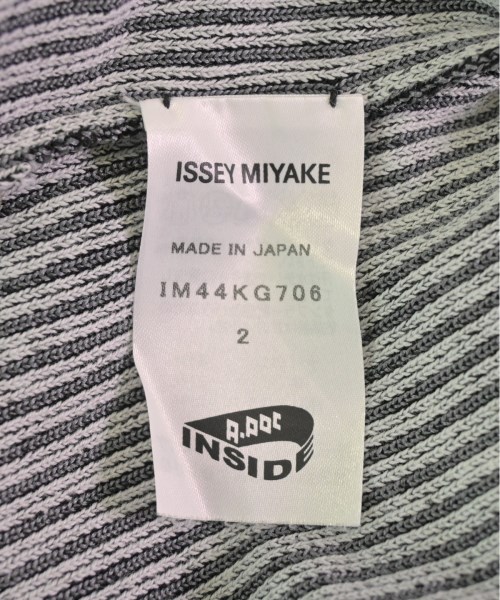 ISSEY MIYAKE
MADE IN JAPAN
IM44KG706
2
A-POC
INSIDE